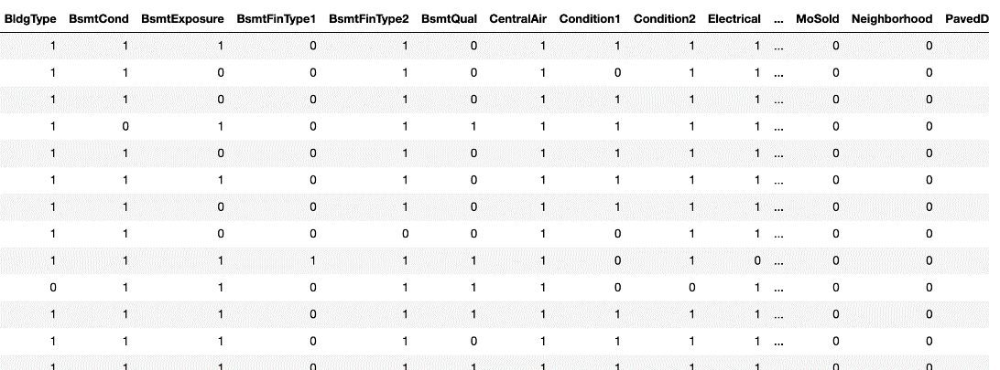 BldgType BsmtCond BsmtExposure BsmtFinType1 BsmtFinType2 BsmtQual CentralAir Condition1 Condition2 Electrical ... MoSold Neighborhood PavedD
1 1 1 0 1 0 1 1 1 1 ... 0 0
1 1 0 0 1 0 1 0 1 1 ... 0 0
1 1 0 0 1 0 1 1 1 1 ... 0 0
1 0 1 0 1 1 1 1 1 1 ... 0 0
1 1 0 0 1 0 1 1 1 1 ... 0 0
1 1 1 0 1 0 1 1 1 1 ... 0 0
1 1 0 0 1 0 1 1 1 1 ... 0 0
1 1 0 0 0 0 1 0 1 1 ... 0 0
1 1 1 1 1 1 1 0 1 0 ... 0 0
0 1 1 0 1 1 1 0 0 1 ... 0 0
1 1 1 0 1 1 1 1 1 1 ... 0 0
1 1 1 0 1 0 1 1 1 1 ... 0 0
1 1 1 0 1 1 1 1 1 1 ... 0 0